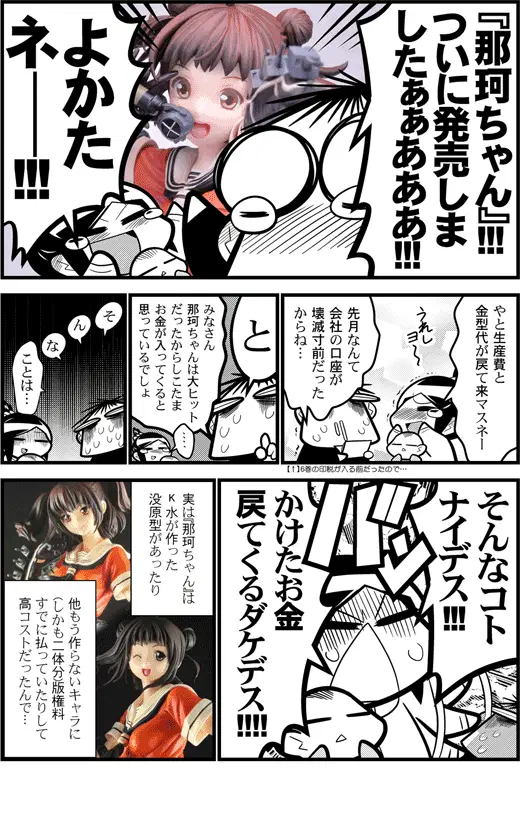 『那珂ちゃん』!!!
ついに発売しま
したぁぁあああ!!!
よかた
ネーー!!!
やと生産費と
金型代が戻て来マスネー
うれし
ヨ〜
先月なんて
会社の口座が
壊滅寸前だった
からね…
【†】6巻の印税が入る前だったので…
と
みなさん
那珂ちゃんは大ヒット
だったからしこたま
お金が入ってくると
思っているでしょ
……
そ
ん
な
ことは…
そんなコト
ナイデス!!!
バッ
かけたお金
戻てくるダケデス!!!!
実は『那珂ちゃん』は
K水が作った
没原型があったり
他もう作らないキャラに
(しかも二体分版権料
すでに払っていたりして
高コストだったんで…